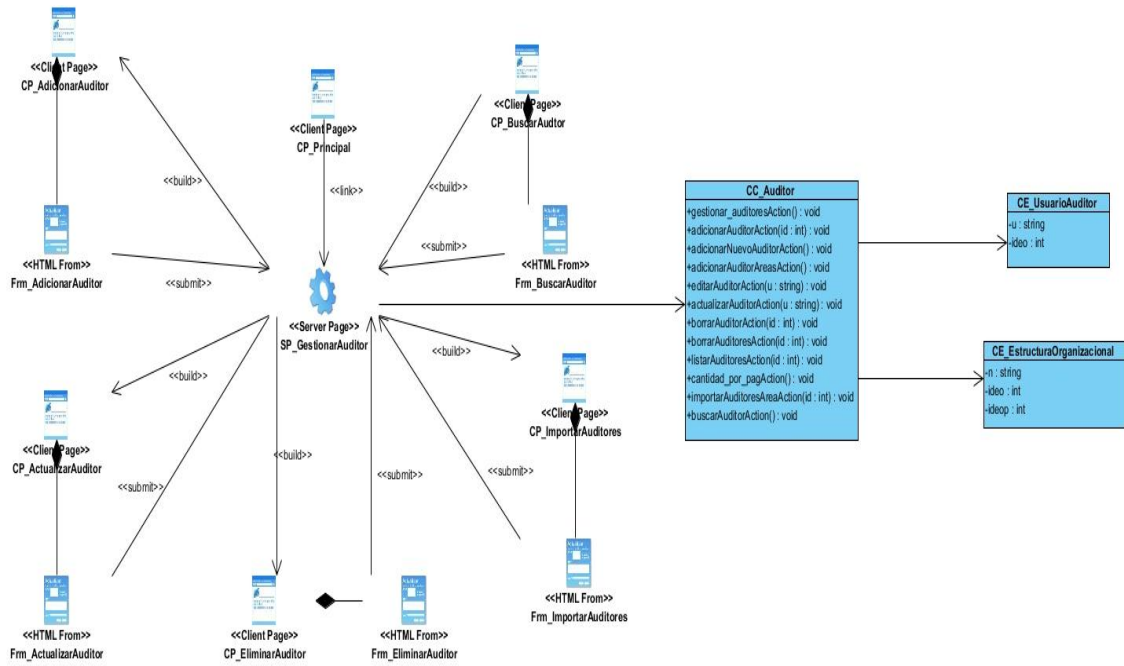 <<Client Page>>
CP_AdicionarAuditor
<<build>>
<<HTML From>>
Frm_AdicionarAuditor
<<submit>>
<<Client Page>>
CP_Principal
<<link>>
<<Client Page>>
CP_BuscarAudtor
<<build>>
<<submit>>
<<HTML From>>
Frm_BuscarAuditor
<<Server Page>>
SP_GestionarAuditor
<<build>>
<<Client Page>>
CP_ActualizarAuditor
<<submit>>
<<HTML From>>
Frm_ActualizarAuditor
<<build>>
<<Client Page>>
CP_EliminarAuditor
<<submit>>
<<HTML From>>
Frm_EliminarAuditor
<<build>>
<<Client Page>>
CP_ImportarAuditores
<<submit>>
<<HTML From>>
Frm_ImportarAuditores
CC_Auditor
+gestionar_auditoresAction() : void
+adicionarAuditorAction(id : int) : void
+adicionarNuevoAuditorAction() : void
+adicionarAuditorAreasAction() : void
+editarAuditorAction(u : string) : void
+actualizarAuditorAction(u : string) : void
+borrarAuditorAction(id : int) : void
+borrarAuditoresAction(id : int) : void
+listarAuditoresAction(id : int) : void
+cantidad_por_pagAction() : void
+importarAuditoresAreaAction(id : int) : void
+buscarAuditorAction() : void
CE_UsuarioAuditor
-u : string
-ideo : int
CE_EstructuraOrganizacional
-n : string
-ideo : int
-ideop : int